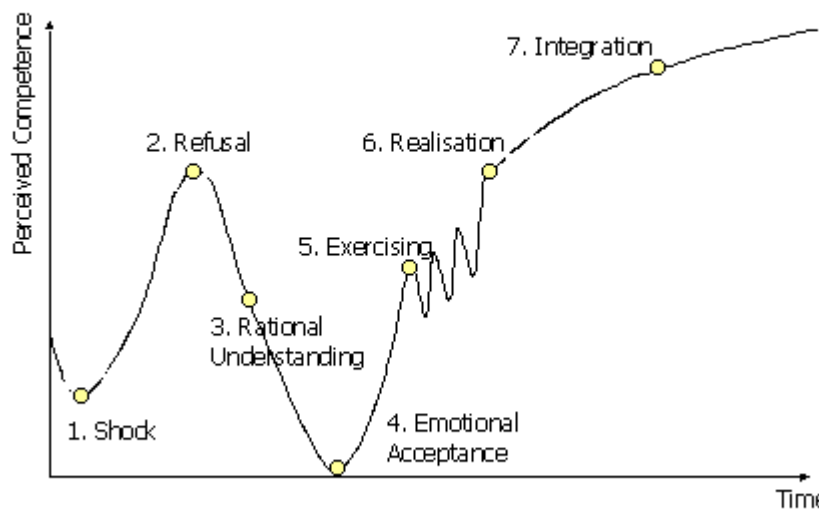 Perceived Competence
7. Integration
2. Refusal
6. Realisation
5. Exercising
3. Rational
Understanding
4. Emotional
Acceptance
1. Shock
Time